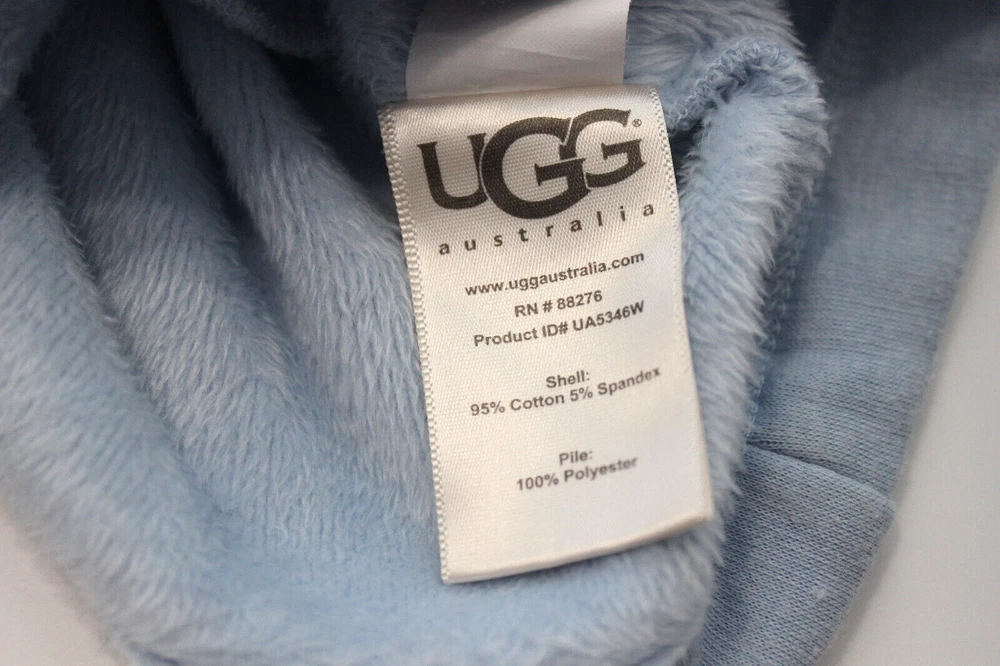 UGG®
australia
www.uggaustralia.com
RN # 88276
Product ID# UA5346W
Shell:
95% Cotton 5% Spandex
Pile:
100% Polyester